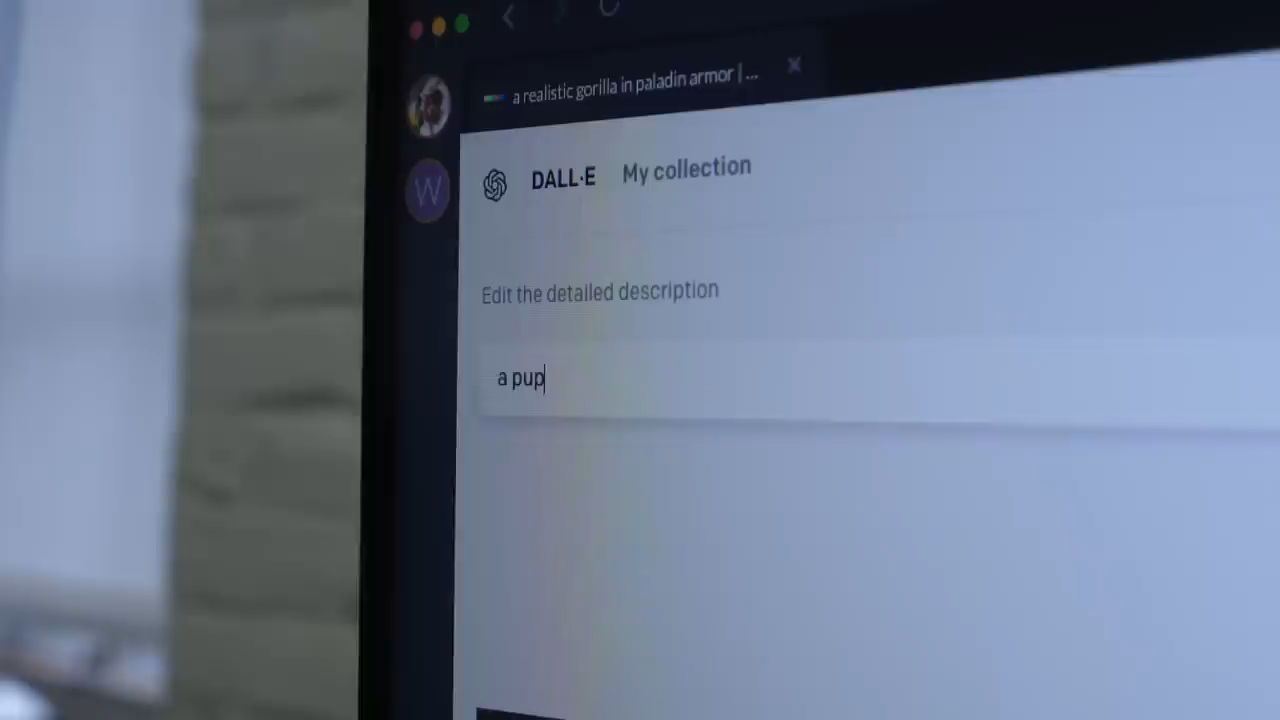 a realistic gorilla in paladin armor | ...
W
DALL·E My collection
Edit the detailed description
a pup